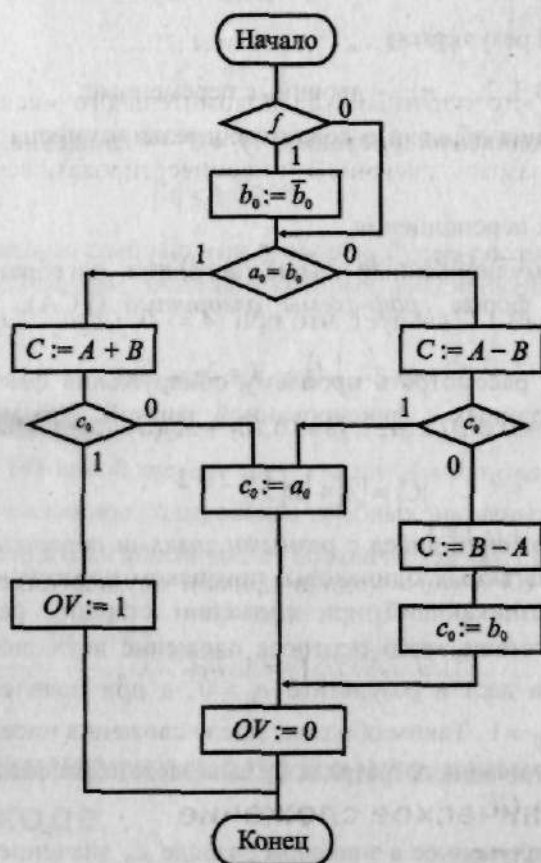 Начало
f
0
1
b₀ := b̄₀
1
a₀ = b₀
0
C := A + B
C := A − B
c₀
0
1
c₀
1
0
c₀ := a₀
C := B − A
OV := 1
c₀ := b₀
OV := 0
Конец